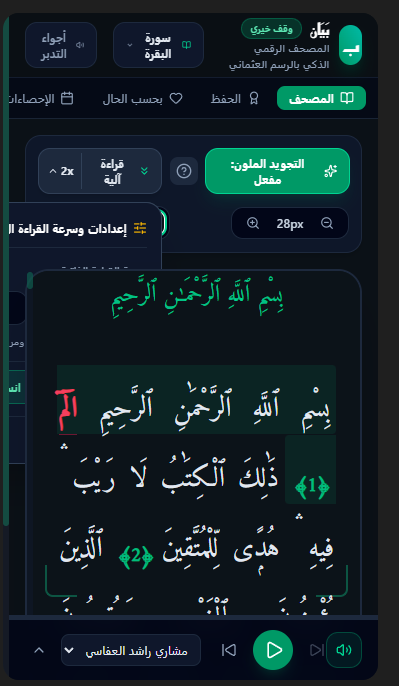 بَيَان
وقف خيري
المصحف الرقمي
الذكي بالرسم العثماني
ب
سورة
البقرة
أجواء
التدبر
المصحف
الحفظ
بحسب الحال
الإحصاءات
التجويد الملون:
مفعل
قراءة
آلية
2x
28px
إعدادات وسرعة القراءة
بِسْمِ ٱللَّهِ ٱلرَّحْمَـٰنِ ٱلرَّحِيمِ
بِسْمِ ٱللَّهِ ٱلرَّحْمَٰنِ ٱلرَّحِيمِ الٓمٓ
﴿1﴾ ذَٰلِكَ ٱلْكِتَٰبُ لَا رَيْبَ ۛ
فِيهِ ۛ هُدًۭى لِّلْمُتَّقِينَ ﴿2﴾ ٱلَّذِينَ
مشاري راشد العفاسي